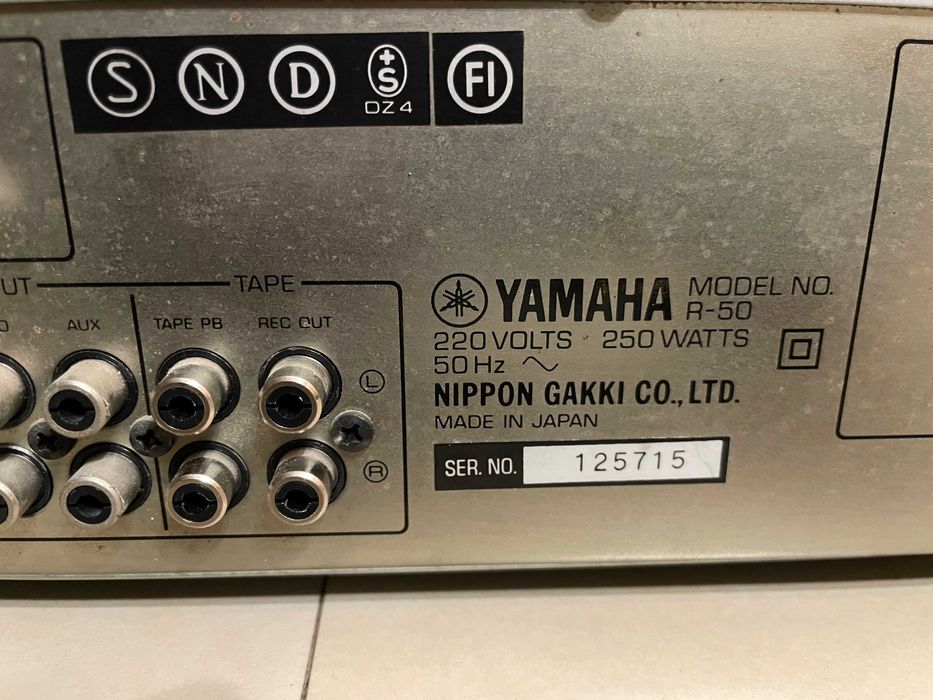 S N D +S FI
DZ4
UT
TAPE
AUX
TAPE PB
REC OUT
L
R
YAMAHA MODEL NO.
R-50
220 VOLTS 250 WATTS
50 Hz ~
NIPPON GAKKI CO., LTD.
MADE IN JAPAN
SER. NO. 125715